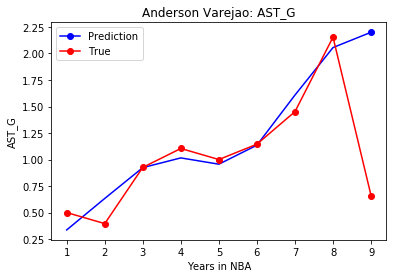 Anderson Varejao: AST_G
Prediction
True
AST_G
2.25
2.00
1.75
1.50
1.25
1.00
0.75
0.50
0.25
1 2 3 4 5 6 7 8 9
Years in NBA